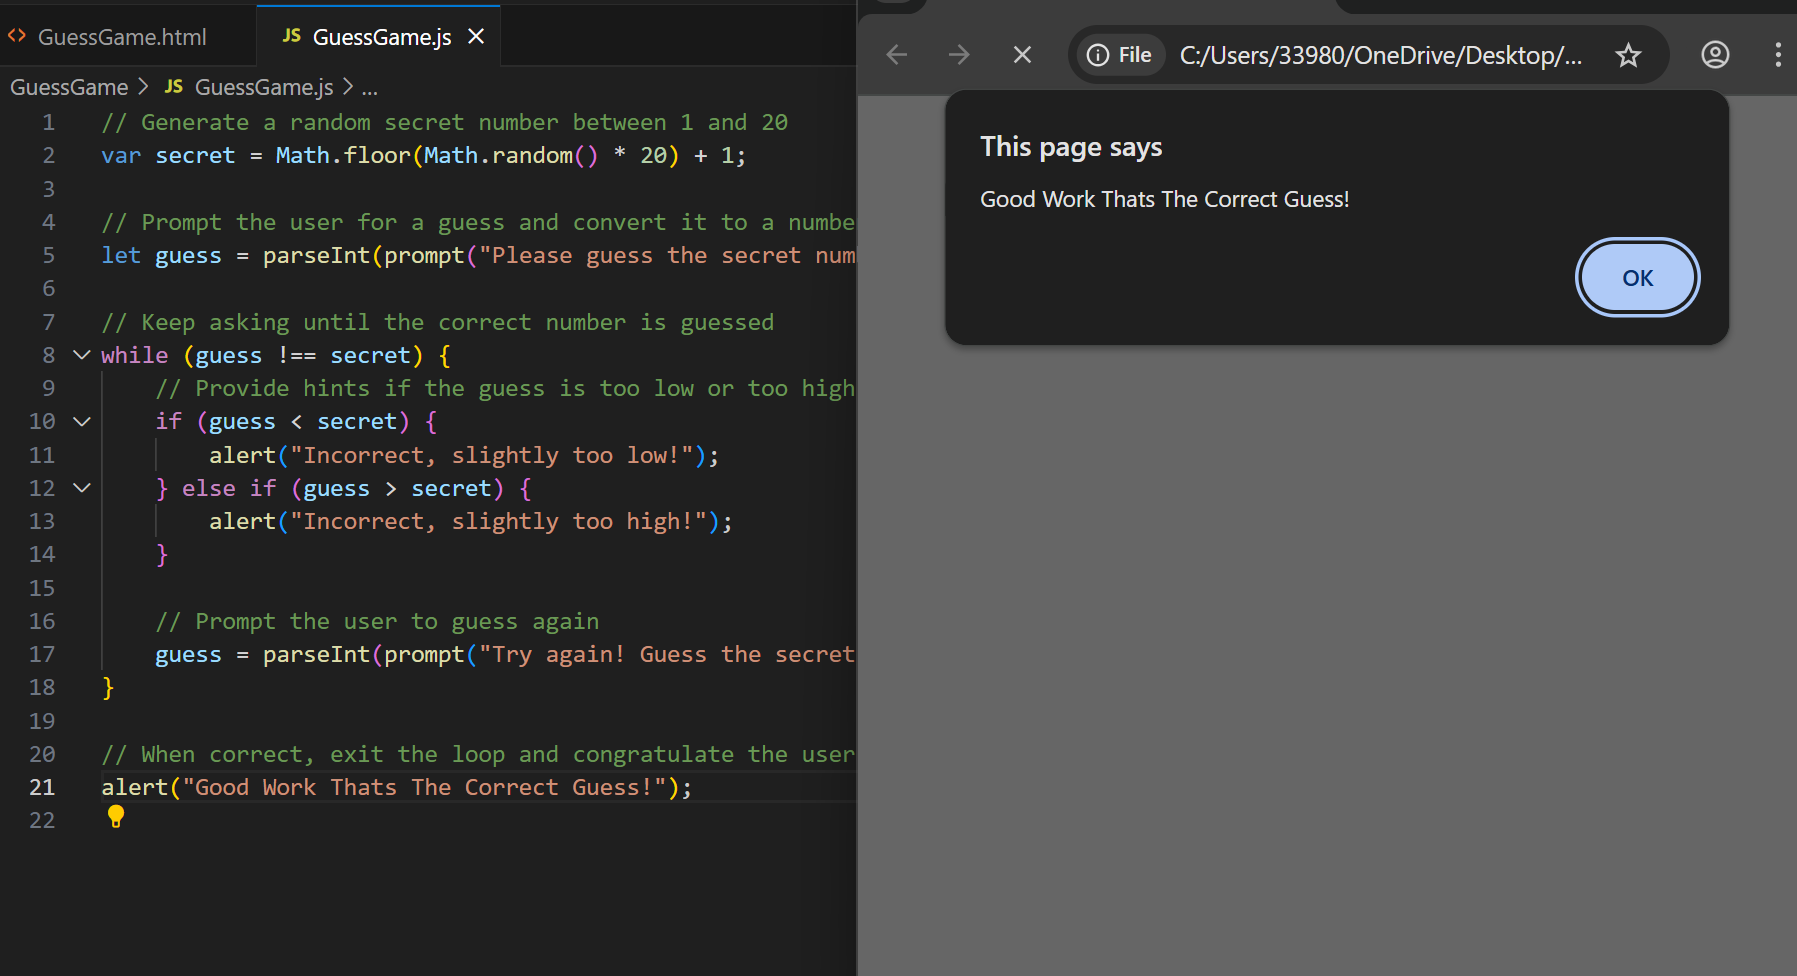 GuessGame.html
JS GuessGame.js
GuessGame > JS GuessGame.js > ...
1 // Generate a random secret number between 1 and 20
2 var secret = Math.floor(Math.random() * 20) + 1;
3
4 // Prompt the user for a guess and convert it to a numbe
5 let guess = parseInt(prompt("Please guess the secret num
6
7 // Keep asking until the correct number is guessed
8 while (guess !== secret) {
9     // Provide hints if the guess is too low or too high
10     if (guess < secret) {
11         alert("Incorrect, slightly too low!");
12     } else if (guess > secret) {
13         alert("Incorrect, slightly too high!");
14     }
15
16     // Prompt the user to guess again
17     guess = parseInt(prompt("Try again! Guess the secret
18 }
19
20 // When correct, exit the loop and congratulate the user
21 alert("Good Work Thats The Correct Guess!");
22
File C:/Users/33980/OneDrive/Desktop/...
This page says
Good Work Thats The Correct Guess!
OK